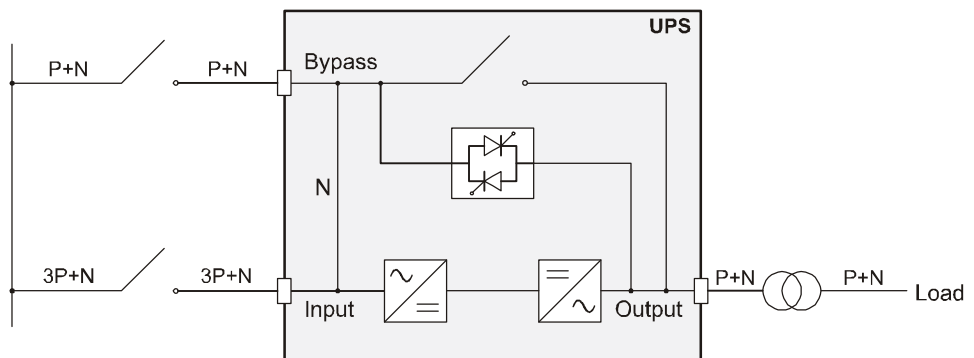 UPS
P+N
P+N
Bypass
N
3P+N
3P+N
Input
Output
P+N
P+N
Load